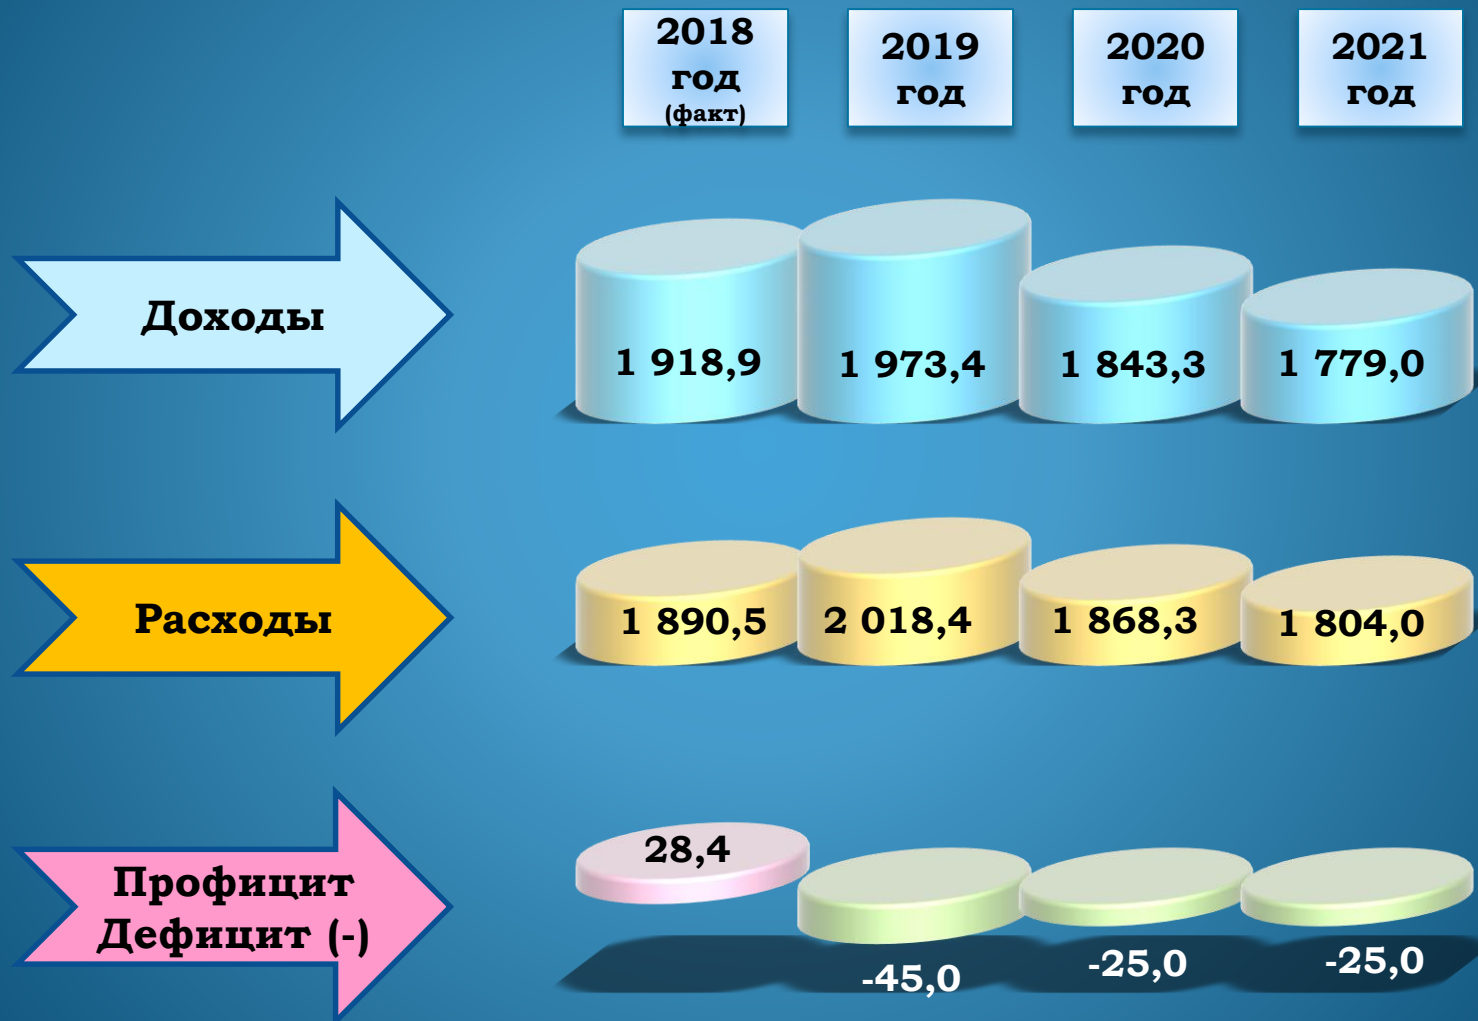 2018
год
(факт)
2019
год
2020
год
2021
год
Доходы
1 918,9
1 973,4
1 843,3
1 779,0
Расходы
1 890,5
2 018,4
1 868,3
1 804,0
Профицит
Дефицит (-)
28,4
-45,0
-25,0
-25,0